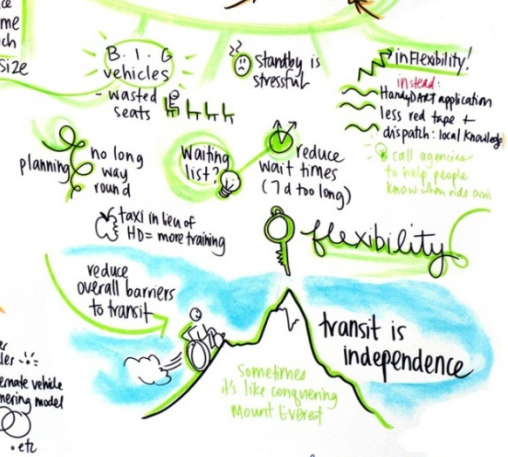 me
size
B.I.G
vehicles
- wasted
seats
standby is
stressful
inFlexibility!
instead:
HandyDART application
less red tape +
dispatch: local knowledge
call agencies
to help people
know when ride
planning
no long
way
round
Waiting
list?
reduce
wait times
(7d too long)
taxi in lieu of
HD = more training
flexibility
reduce
overall barriers
to transit
transit is
independence
Sometimes
it's like conquering
Mount Everest
vehicle
model
• etc